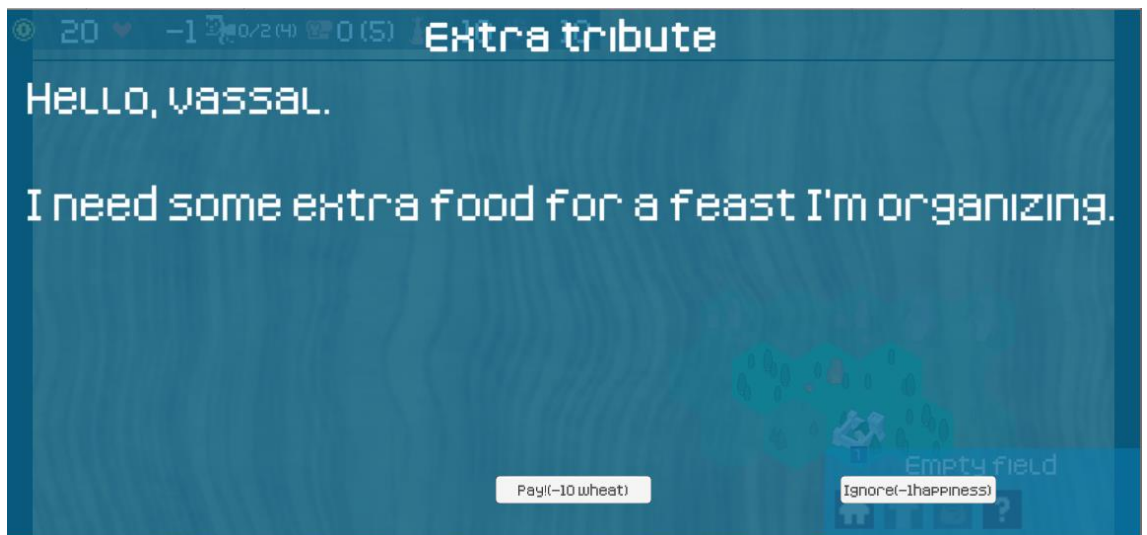 20 -1 0/2(4) 0(5)
Extra tribute
Hello, vassal.
I need some extra food for a feast I'm organizing.
Empty field
Pay!(-10 wheat) Ignore(-1happiness)
1
?